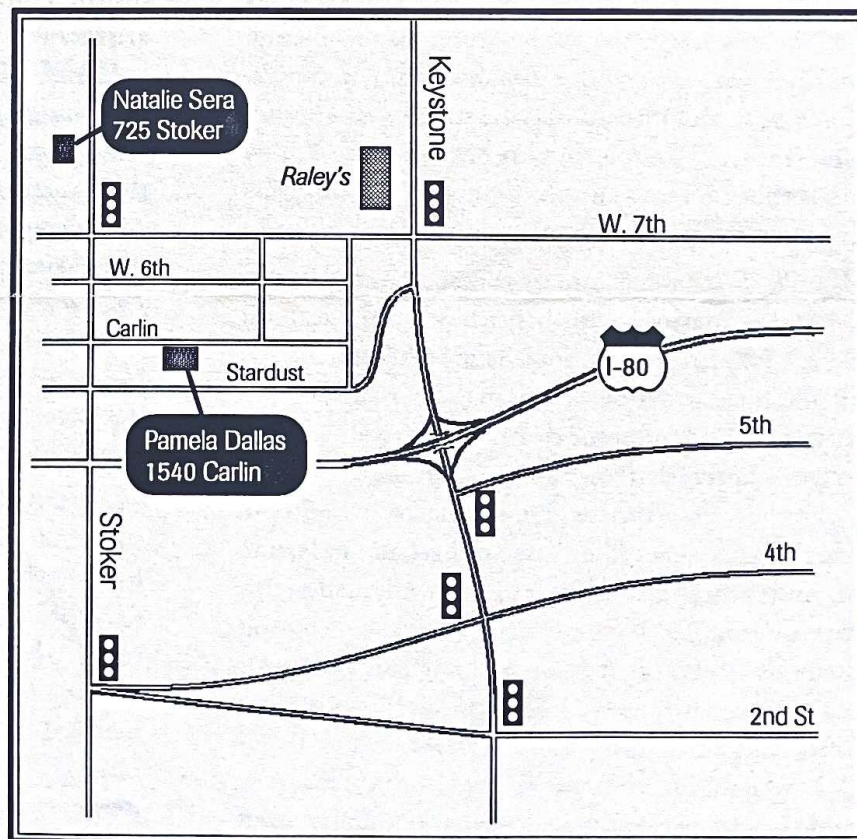 Natalie Sera
725 Stoker
Keystone
Raley's
W. 7th
W. 6th
Carlin
Stardust
I-80
Pamela Dallas
1540 Carlin
5th
Stoker
4th
2nd St